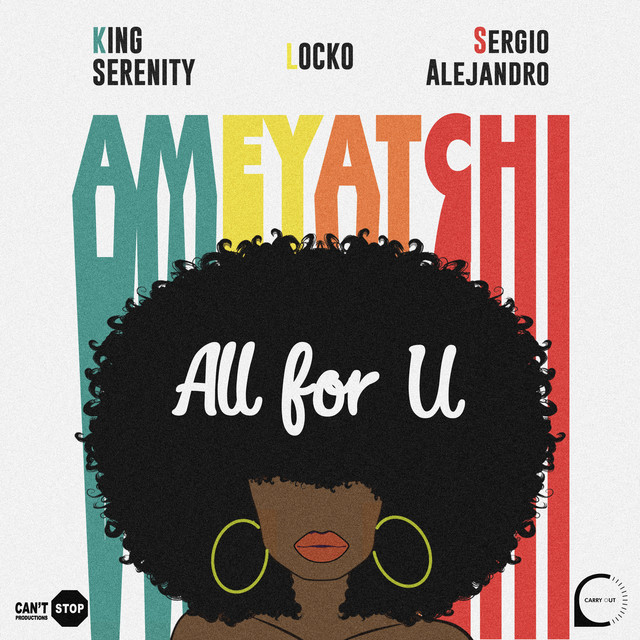 King
Serenity
Locko
Sergio
Alejandro
AMEYATCHI
All for U
CAN'T
PRODUCTIONS
STOP
CARRY OUT